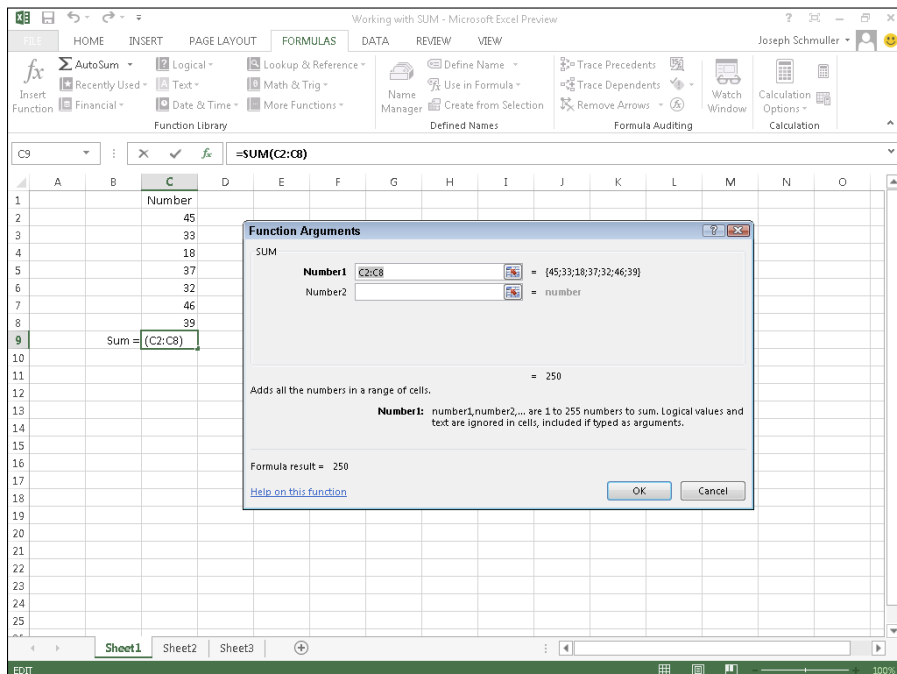 Working with SUM - Microsoft Excel Preview
?
FILE HOME INSERT PAGE LAYOUT FORMULAS DATA REVIEW VIEW Joseph Schmuller
fx Insert Function
Σ AutoSum
Recently Used
Financial
Logical
Text
Date & Time
Lookup & Reference
Math & Trig
More Functions
Function Library
Name Manager
Define Name
Use in Formula
Create from Selection
Defined Names
Trace Precedents
Trace Dependents
Remove Arrows
Formula Auditing
Watch Window
Calculation Options
Calculation
C9 fx =SUM(C2:C8)
A B C D E F G H I J K L M N O
1 Number
2 45
3 33
4 18
5 37
6 32
7 46
8 39
9 Sum = (C2:C8)
10
11
12
13
14
15
16
17
18
19
20
21
22
23
24
25
Function Arguments
?
SUM
Number1 C2:C8 = {45;33;18;37;32;46;39}
Number2 = number
= 250
Adds all the numbers in a range of cells.
Number1: number1,number2,... are 1 to 255 numbers to sum. Logical values and
text are ignored in cells, included if typed as arguments.
Formula result = 250
Help on this function
OK Cancel
Sheet1 Sheet2 Sheet3
EDIT 100%